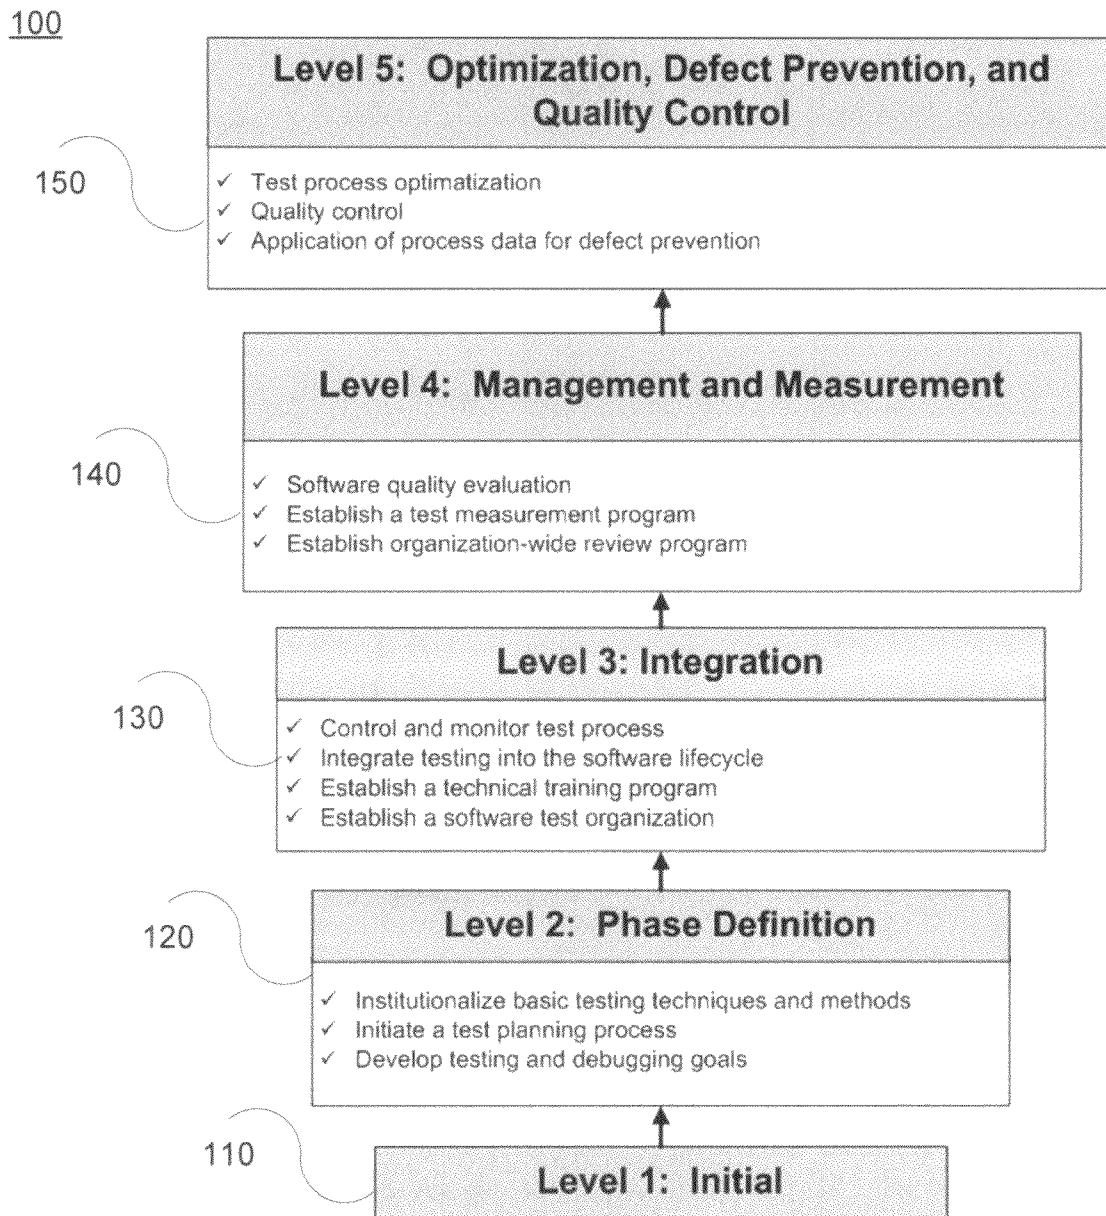 100
Level 5: Optimization, Defect Prevention, and
Quality Control
150
✓ Test process optimatization
✓ Quality control
✓ Application of process data for defect prevention
Level 4: Management and Measurement
140
✓ Software quality evaluation
✓ Establish a test measurement program
✓ Establish organization-wide review program
Level 3: Integration
130
✓ Control and monitor test process
✓ Integrate testing into the software lifecycle
✓ Establish a technical training program
✓ Establish a software test organization
Level 2: Phase Definition
120
✓ Institutionalize basic testing techniques and methods
✓ Initiate a test planning process
✓ Develop testing and debugging goals
110
Level 1: Initial